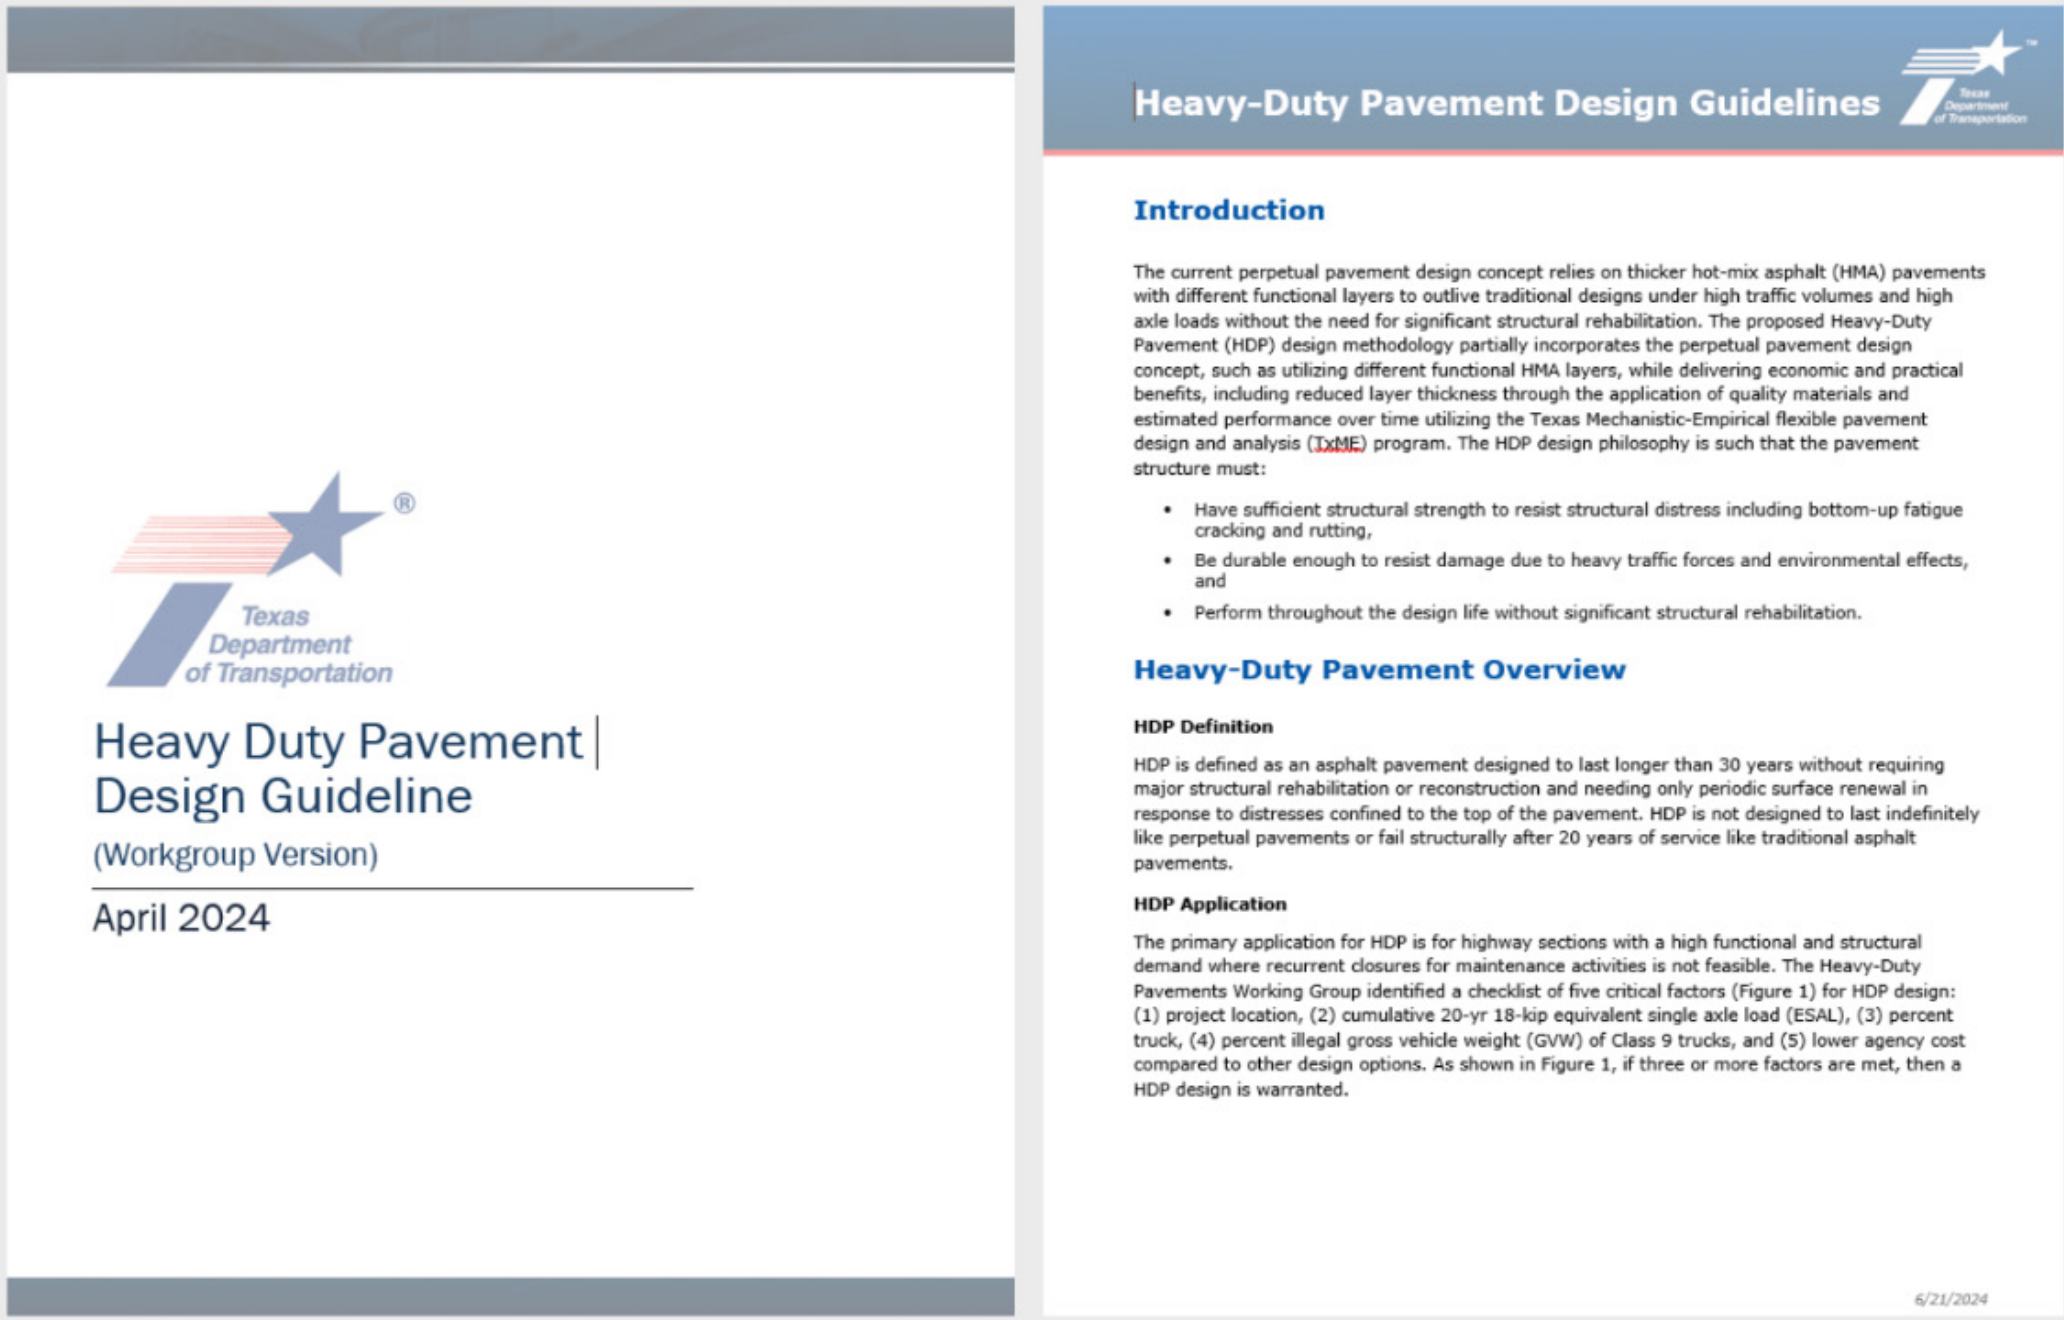 ®
Texas
Department
of Transportation
Heavy Duty Pavement
Design Guideline
(Workgroup Version)
April 2024
Heavy-Duty Pavement Design Guidelines
TM
Texas
Department
of Transportation
Introduction
The current perpetual pavement design concept relies on thicker hot-mix asphalt (HMA) pavements
with different functional layers to outlive traditional designs under high traffic volumes and high
axle loads without the need for significant structural rehabilitation. The proposed Heavy-Duty
Pavement (HDP) design methodology partially incorporates the perpetual pavement design
concept, such as utilizing different functional HMA layers, while delivering economic and practical
benefits, including reduced layer thickness through the application of quality materials and
estimated performance over time utilizing the Texas Mechanistic-Empirical flexible pavement
design and analysis (TxME) program. The HDP design philosophy is such that the pavement
structure must:
• Have sufficient structural strength to resist structural distress including bottom-up fatigue
cracking and rutting,
• Be durable enough to resist damage due to heavy traffic forces and environmental effects,
and
• Perform throughout the design life without significant structural rehabilitation.
Heavy-Duty Pavement Overview
HDP Definition
HDP is defined as an asphalt pavement designed to last longer than 30 years without requiring
major structural rehabilitation or reconstruction and needing only periodic surface renewal in
response to distresses confined to the top of the pavement. HDP is not designed to last indefinitely
like perpetual pavements or fail structurally after 20 years of service like traditional asphalt
pavements.
HDP Application
The primary application for HDP is for highway sections with a high functional and structural
demand where recurrent closures for maintenance activities is not feasible. The Heavy-Duty
Pavements Working Group identified a checklist of five critical factors (Figure 1) for HDP design:
(1) project location, (2) cumulative 20-yr 18-kip equivalent single axle load (ESAL), (3) percent
truck, (4) percent illegal gross vehicle weight (GVW) of Class 9 trucks, and (5) lower agency cost
compared to other design options. As shown in Figure 1, if three or more factors are met, then a
HDP design is warranted.
6/21/2024